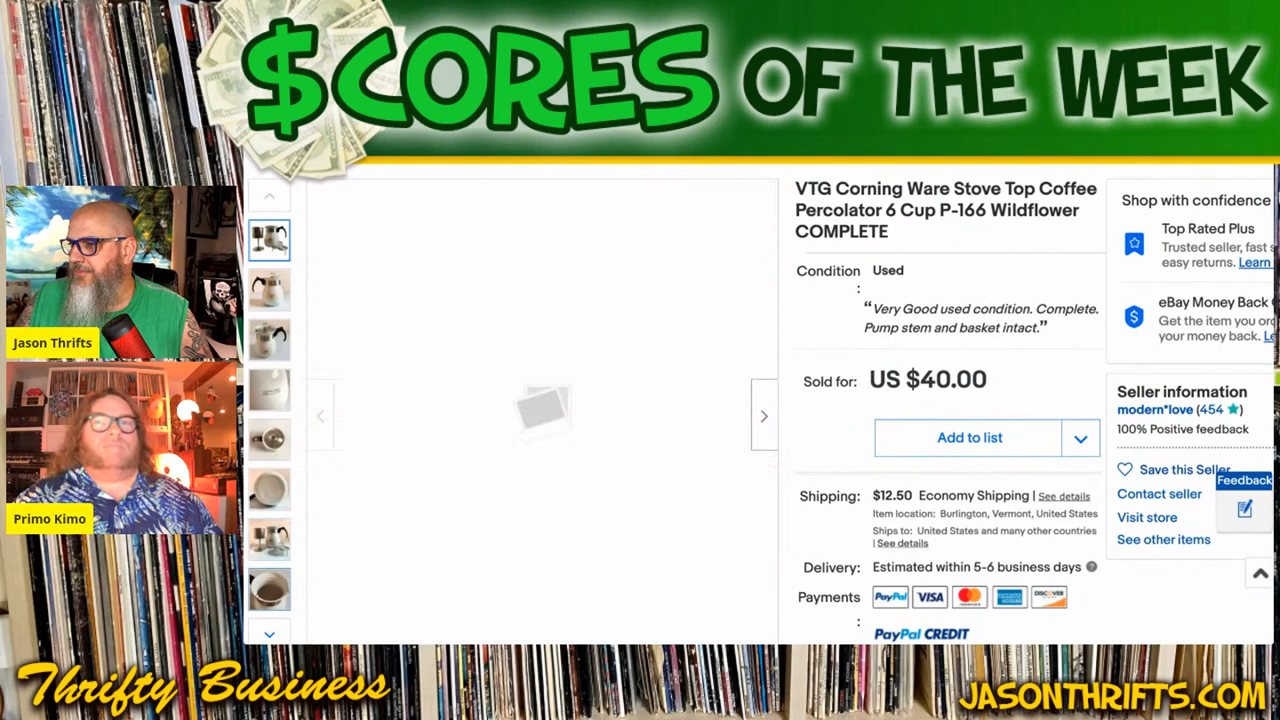 $CORES OF THE WEEK
VTG Corning Ware Stove Top Coffee
Percolator 6 Cup P-166 Wildflower
COMPLETE
Condition
:
Used
“Very Good used condition. Complete.
Pump stem and basket intact.”
Sold for: US $40.00
Add to list
Shipping: $12.50 Economy Shipping | See details
Item location: Burlington, Vermont, United States
Ships to: United States and many other countries
| See details
Delivery: Estimated within 5-6 business days
Payments
:
PayPal VISA DISCOVER
PayPal CREDIT
Shop with confidence
Top Rated Plus
Trusted seller, fast s
easy returns. Learn
eBay Money Back
Get the item you ord
your money back. Le
Seller information
modern*love (454)
100% Positive feedback
Save this Seller
Contact seller
Visit store
See other items
Feedback
Jason Thrifts
Primo Kimo
Thrifty Business
JASONTHRIFTS.COM